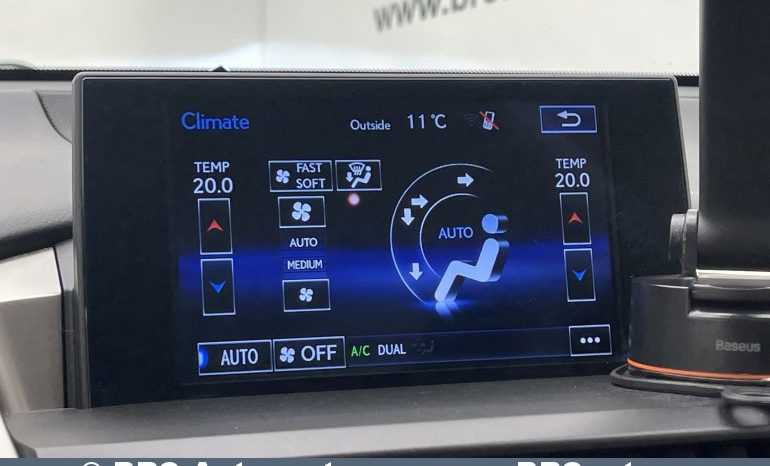 Climate
Outside 11°C
TEMP
20.0
FAST
SOFT
AUTO
MEDIUM
AUTO
TEMP
20.0
AUTO
OFF
A/C DUAL
Baseus